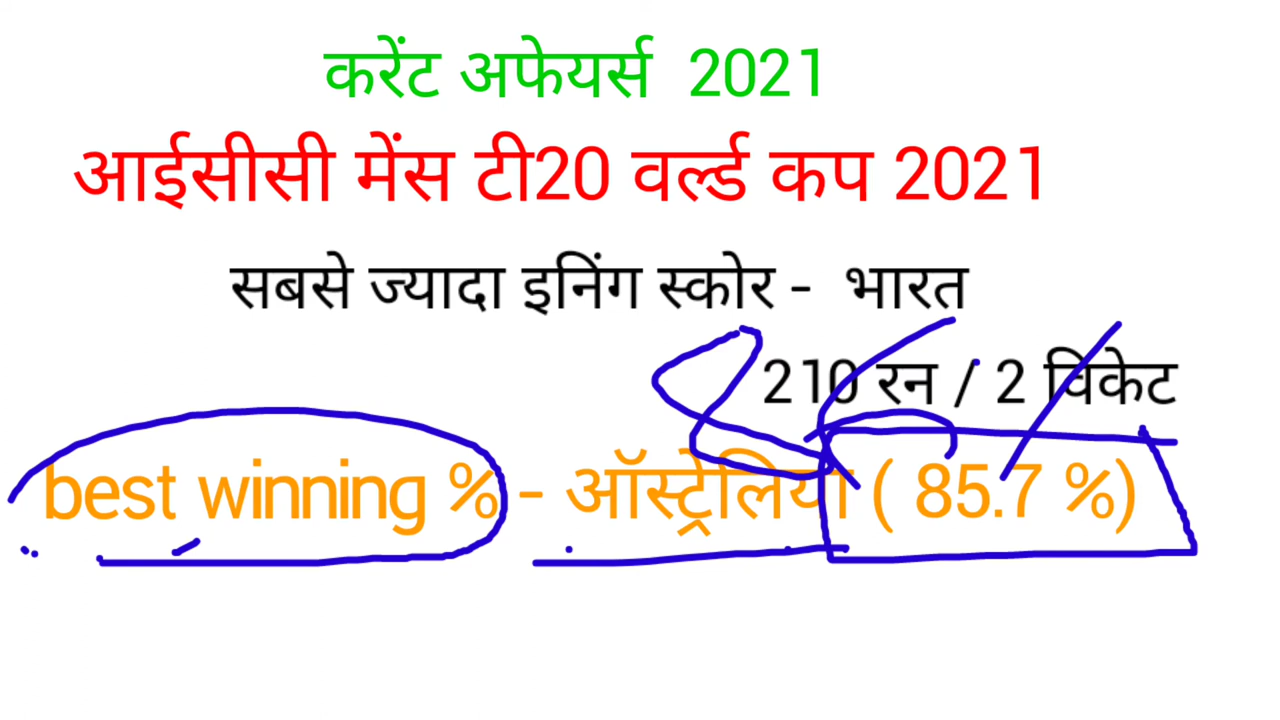 करेंट अफेयर्स 2021
आईसीसी मेंस टी20 वर्ल्ड कप 2021
सबसे ज्यादा इनिंग स्कोर - भारत
210 रन / 2 विकेट
best winning % - ऑस्ट्रेलिया ( 85.7 %)